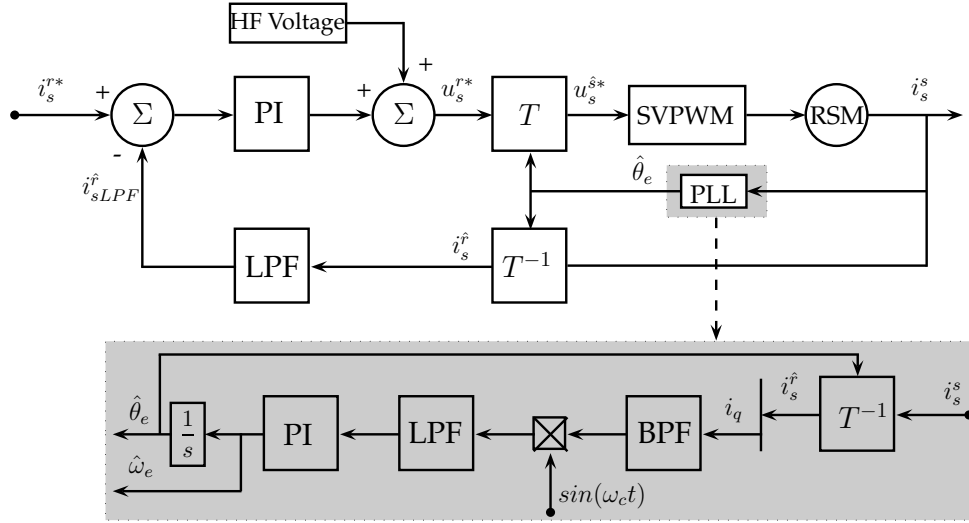 HF Voltage
i_s^{r*}
+
Σ
-
PI
+
+
Σ
u_s^{r*}
T
u_s^{ŝ*}
SVPWM
RSM
i_s^s
θ̂_e
PLL
i_{sLPF}^{r̂}
LPF
i_s^{r̂}
T^{-1}
θ̂_e
1/s
PI
LPF
BPF
i_q
i_s^{r̂}
T^{-1}
i_s^s
ω̂_e
sin(ω_c t)